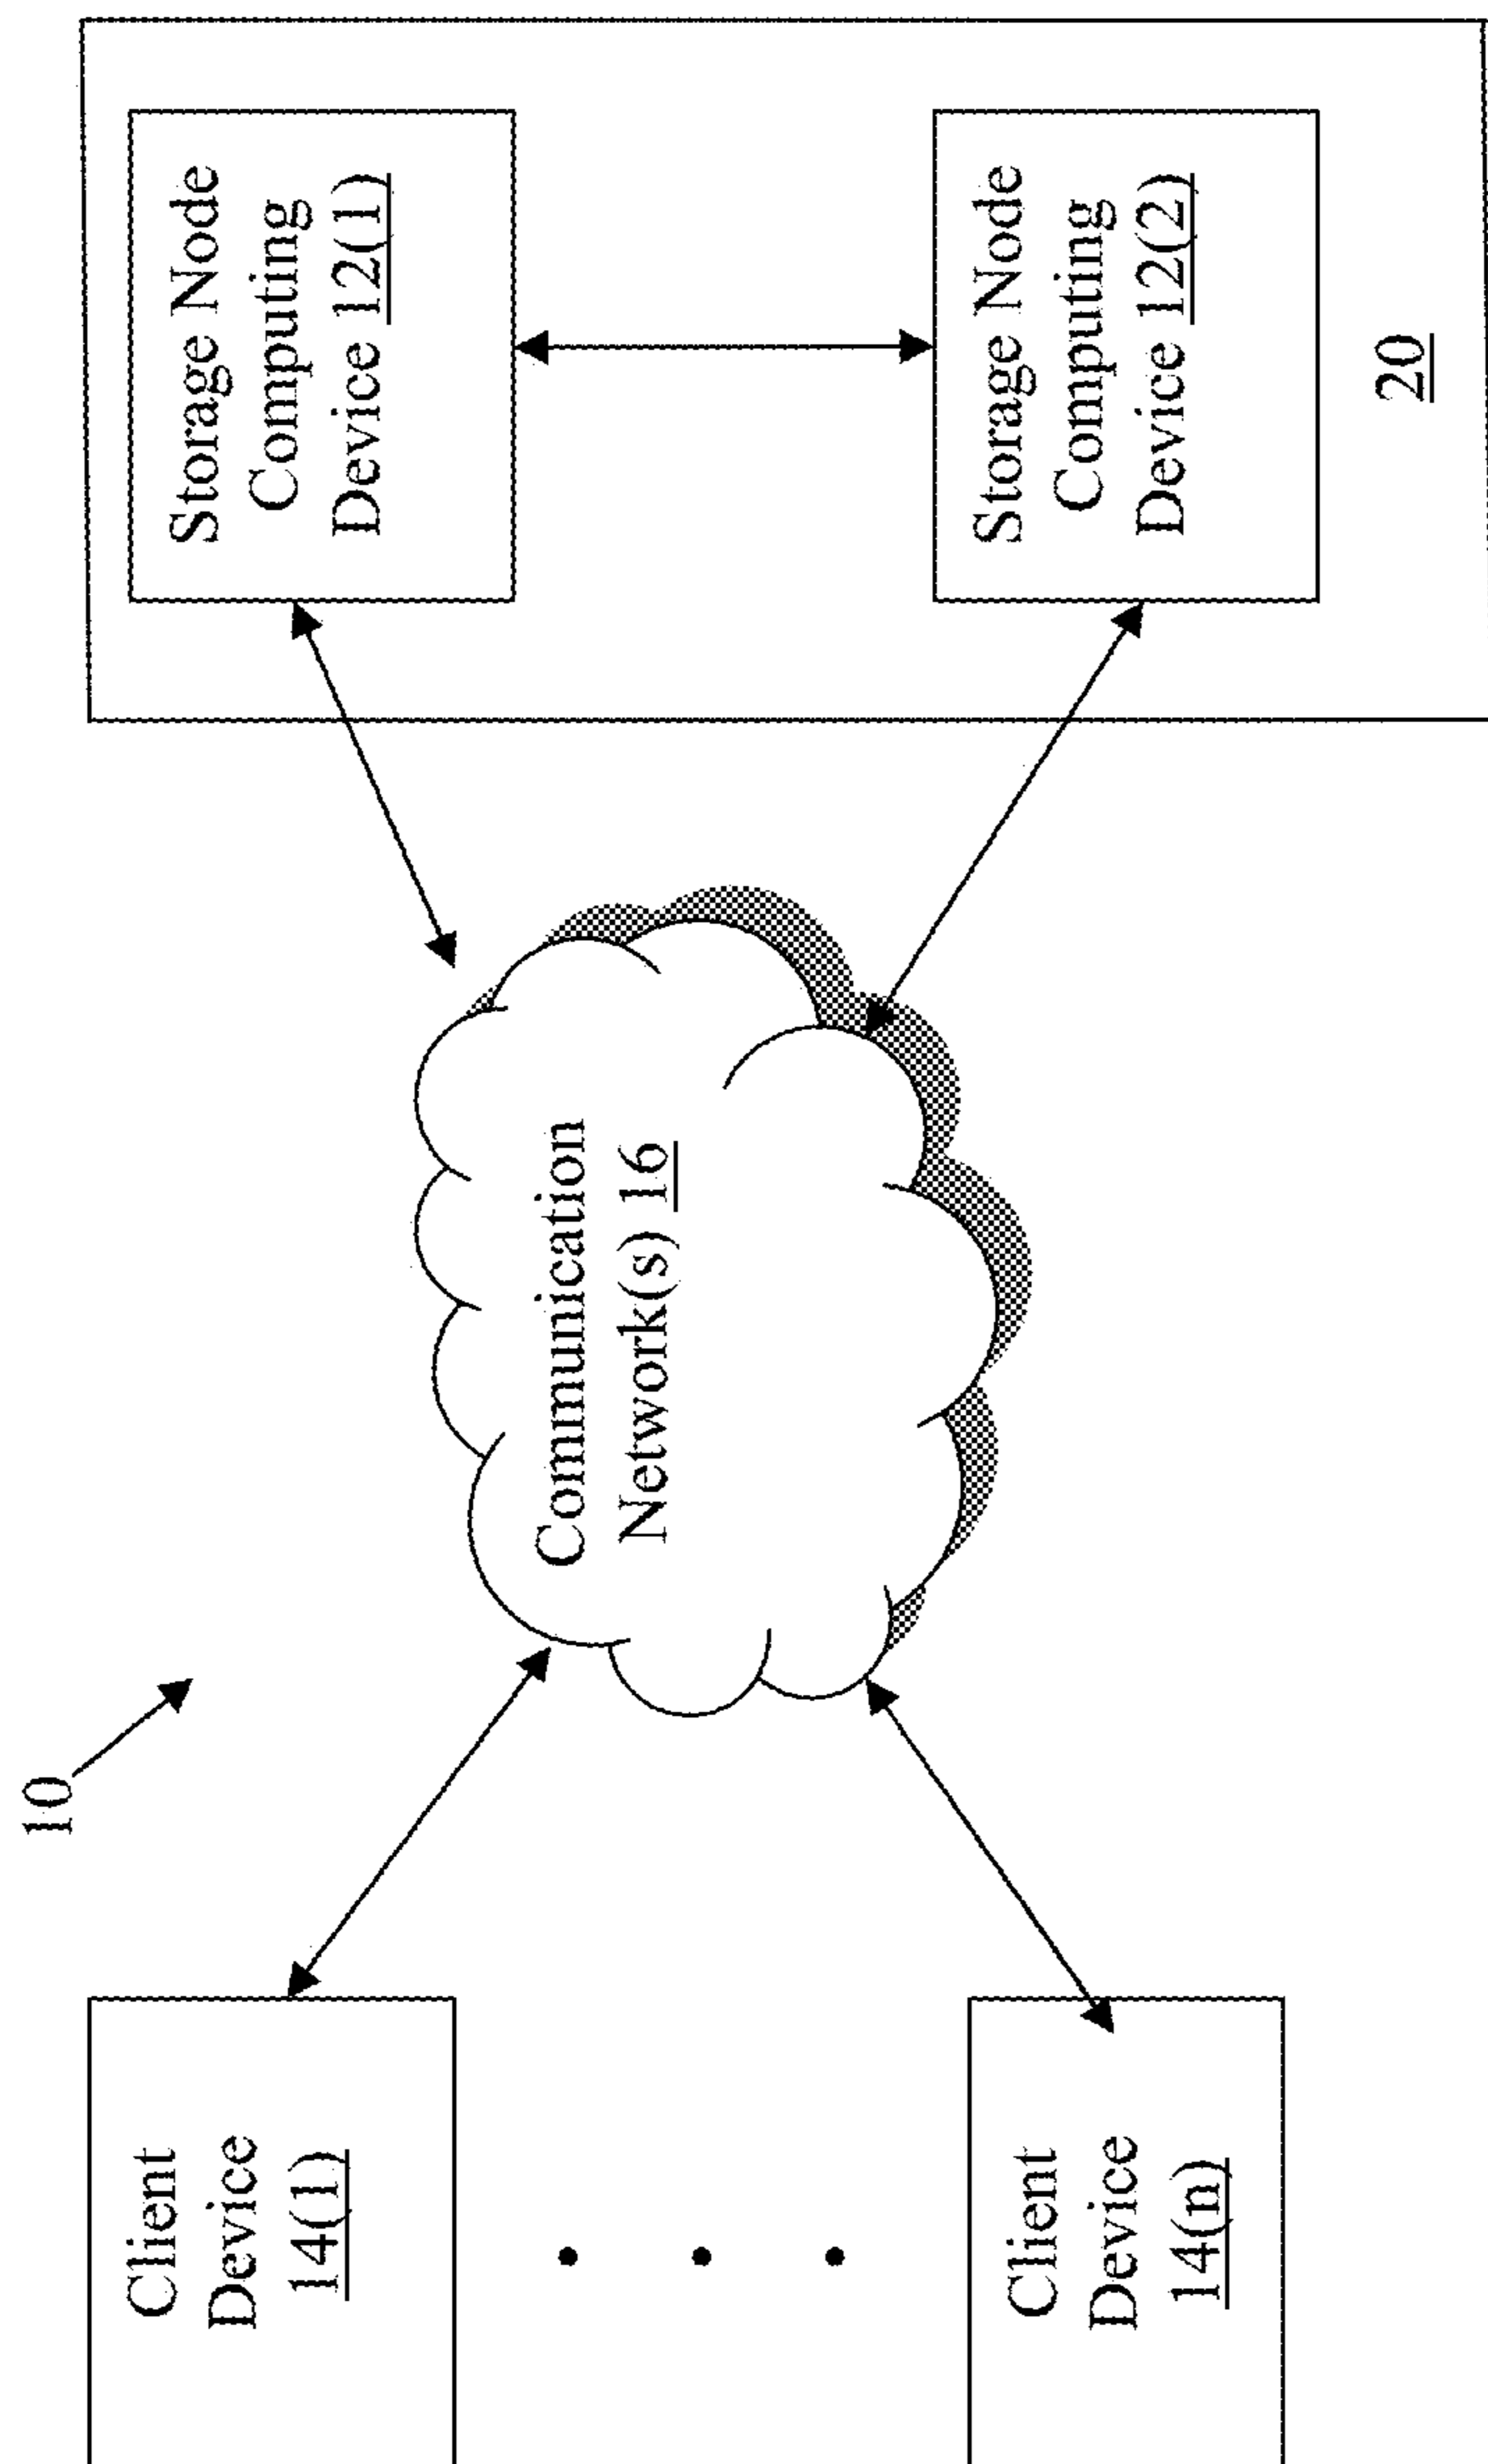 10
Client
Device
14(1)
Client
Device
14(n)
Communication
Network(s) 16
Storage Node
Computing
Device 12(1)
Storage Node
Computing
Device 12(2)
20